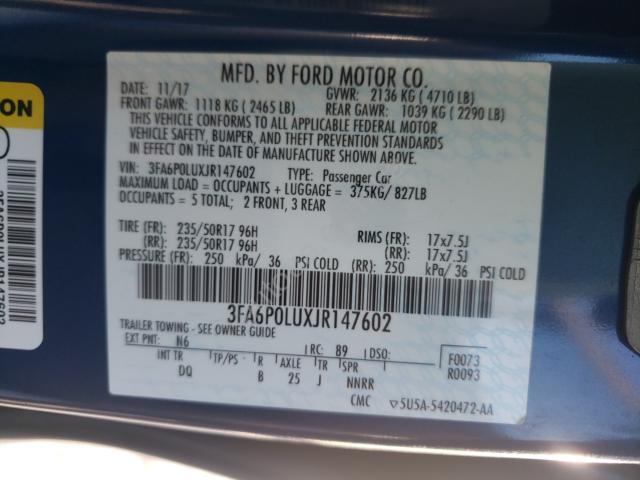 MFD. BY FORD MOTOR CO.
DATE: 11/17 GVWR: 2136 KG ( 4710 LB)
FRONT GAWR: 1118 KG ( 2465 LB) REAR GAWR: 1039 KG ( 2290 LB)
THIS VEHICLE CONFORMS TO ALL APPLICABLE FEDERAL MOTOR
VEHICLE SAFETY, BUMPER, AND THEFT PREVENTION STANDARDS
IN EFFECT ON THE DATE OF MANUFACTURE SHOWN ABOVE.
VIN: 3FA6P0LUXJR147602 TYPE: Passenger Car
MAXIMUM LOAD = OCCUPANTS + LUGGAGE = 375KG/ 827LB
OCCUPANTS = 5 TOTAL; 2 FRONT, 3 REAR
TIRE (FR): 235/50R17 96H RIMS (FR): 17x7.5J
(RR): 235/50R17 96H (RR): 17x7.5J
PRESSURE (FR): 250 kPa/ 36 PSI COLD (RR): 250 kPa/ 36 PSI COLD
3FA6P0LUXJR147602
TRAILER TOWING - SEE OWNER GUIDE
EXT PNT: N6 RC: 89 DSO: F0073
INT TR TP/PS R AXLE TR SPR R0093
DQ B 25 J NNRR
CMC 5U5A-5420472-AA
ON